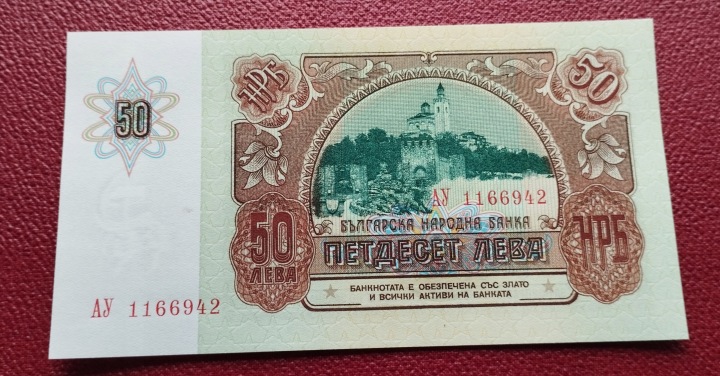 НРБ
50
50
АУ 1166942
БЪЛГАРСКА НАРОДНА БАНКА
ПЕТДЕСЕТ ЛЕВА
50
ЛЕВА
НРБ
БАНКНОТАТА Е ОБЕЗПЕЧЕНА СЪС ЗЛАТО
И ВСИЧКИ АКТИВИ НА БАНКАТА
АУ 1166942